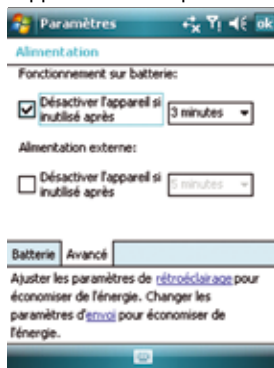 Paramètres
ok
Alimentation
Fonctionnement sur batterie:
Désactiver l'appareil si
inutilisé après
3 minutes
Alimentation externe:
Désactiver l'appareil si
inutilisé après
5 minutes
Batterie
Avancé
Ajuster les paramètres de rétroéclairage pour
économiser de l'énergie. Changer les
paramètres d'envoi pour économiser de
l'énergie.